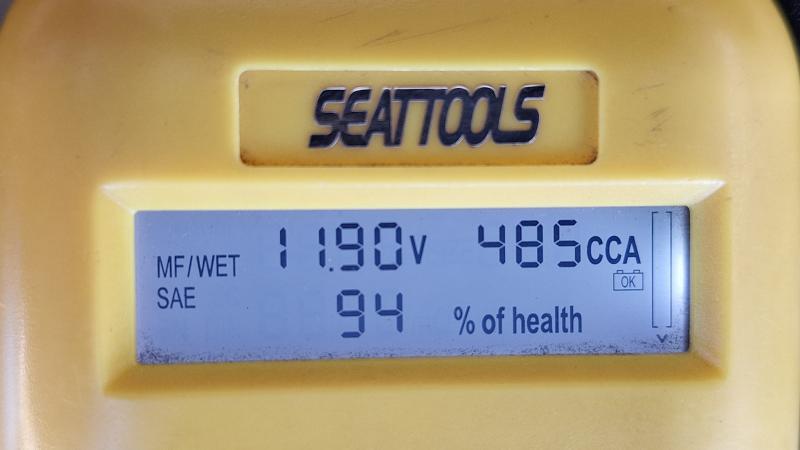 SEATTOOLS
MF/WET 11.90V 485CCA
SAE OK
94 % of health